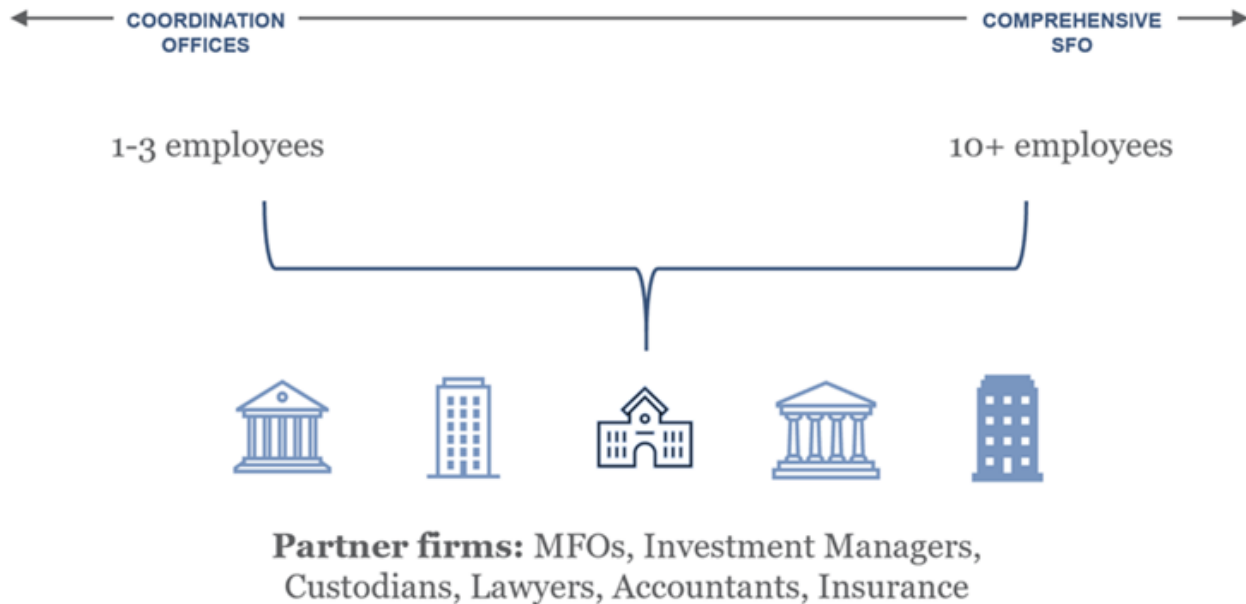 COORDINATION
OFFICES
COMPREHENSIVE
SFO
1-3 employees
10+ employees
Partner firms: MFOs, Investment Managers,
Custodians, Lawyers, Accountants, Insurance